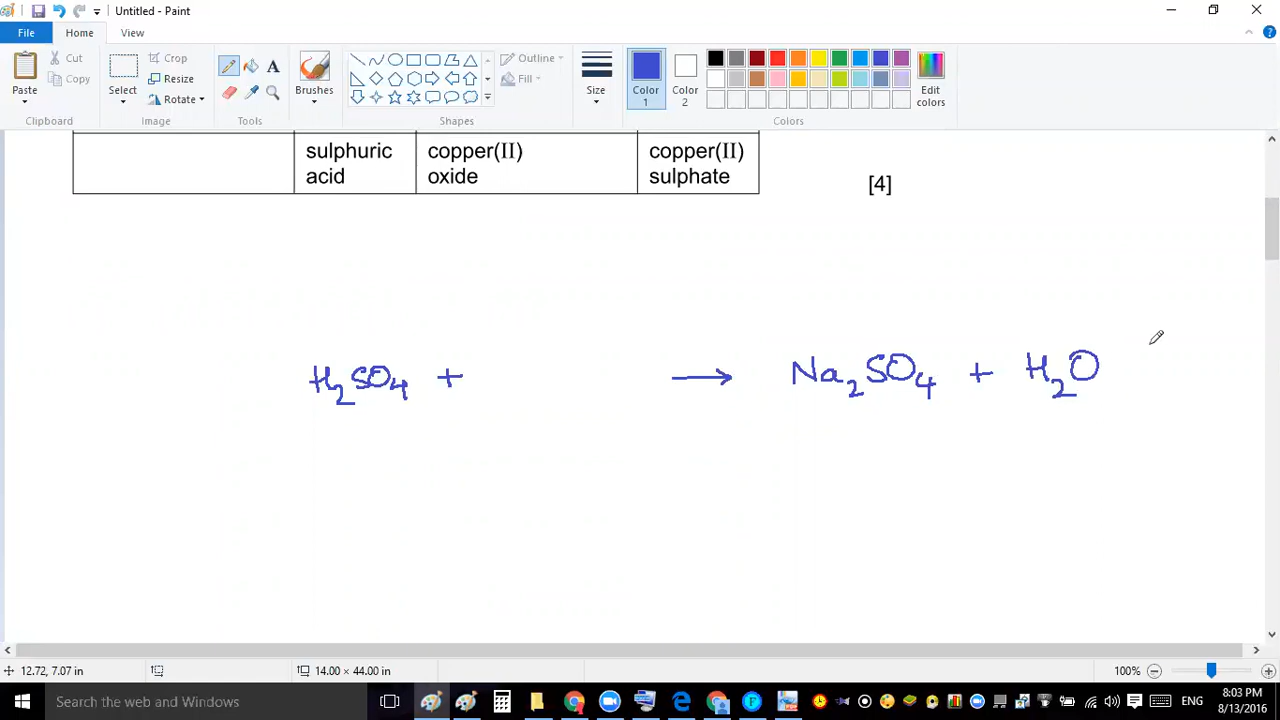 Untitled - Paint
File Home View
Cut
Crop
Outline
Copy
Resize
Fill
Paste
Select
Rotate
Brushes
Size
Color
1
Color
2
Edit
colors
Clipboard Image Tools Shapes Colors
sulphuric copper(II) copper(II)
acid oxide sulphate
[4]
H₂SO₄ + → Na₂SO₄ + H₂O
12.72, 7.07 in 14.00 × 44.00in 100%
Search the web and Windows
ENG
8:03 PM
8/13/2016